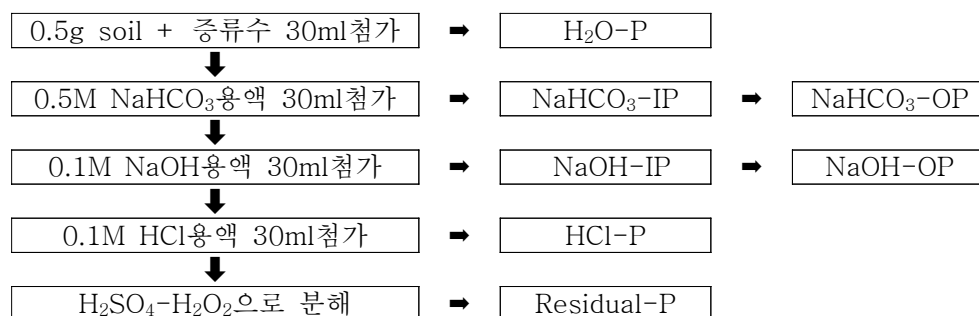 0.5g soil + 증류수 30ml첨가 ➡ H₂O-P
0.5M NaHCO₃용액 30ml첨가 ➡ NaHCO₃-IP ➡ NaHCO₃-OP
0.1M NaOH용액 30ml첨가 ➡ NaOH-IP ➡ NaOH-OP
0.1M HCl용액 30ml첨가 ➡ HCl-P
H₂SO₄-H₂O₂으로 분해 ➡ Residual-P